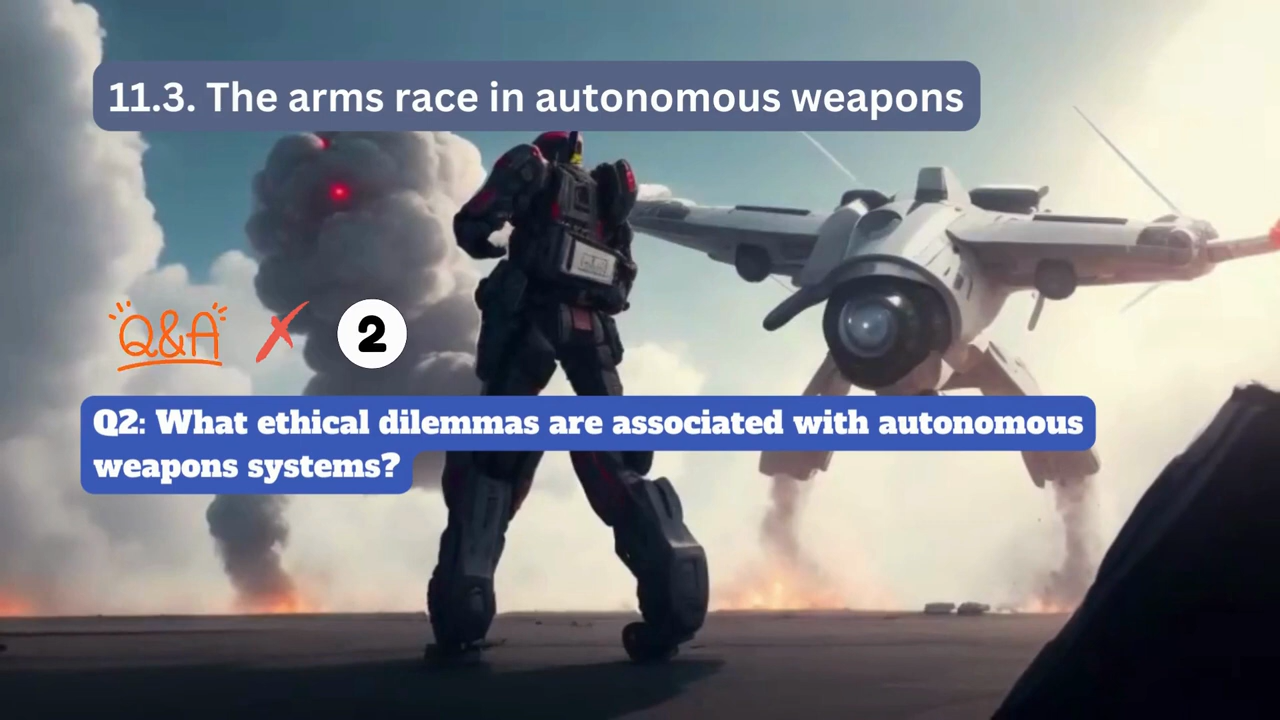 11.3. The arms race in autonomous weapons
Q&A
2
Q2: What ethical dilemmas are associated with autonomous
weapons systems?